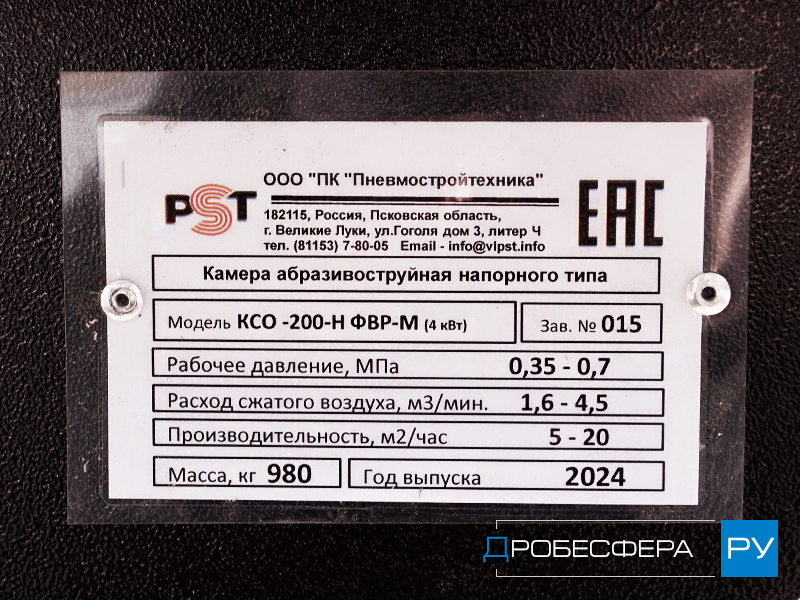 PST
ООО "ПК "Пневмостройтехника"
182115, Россия, Псковская область,
г. Великие Луки, ул.Гоголя дом 3, литер Ч
тел. (81153) 7-80-05 Email - info@vlpst.info
EAC
Камера абразивоструйная напорного типа
Модель КСО -200-Н ФВР-М (4 кВт)
Зав. № 015
Рабочее давление, МПа 0,35 - 0,7
Расход сжатого воздуха, м3/мин. 1,6 - 4,5
Производительность, м2/час 5 - 20
Масса, кг 980
Год выпуска 2024
ДРОБЕСФЕРА РУ